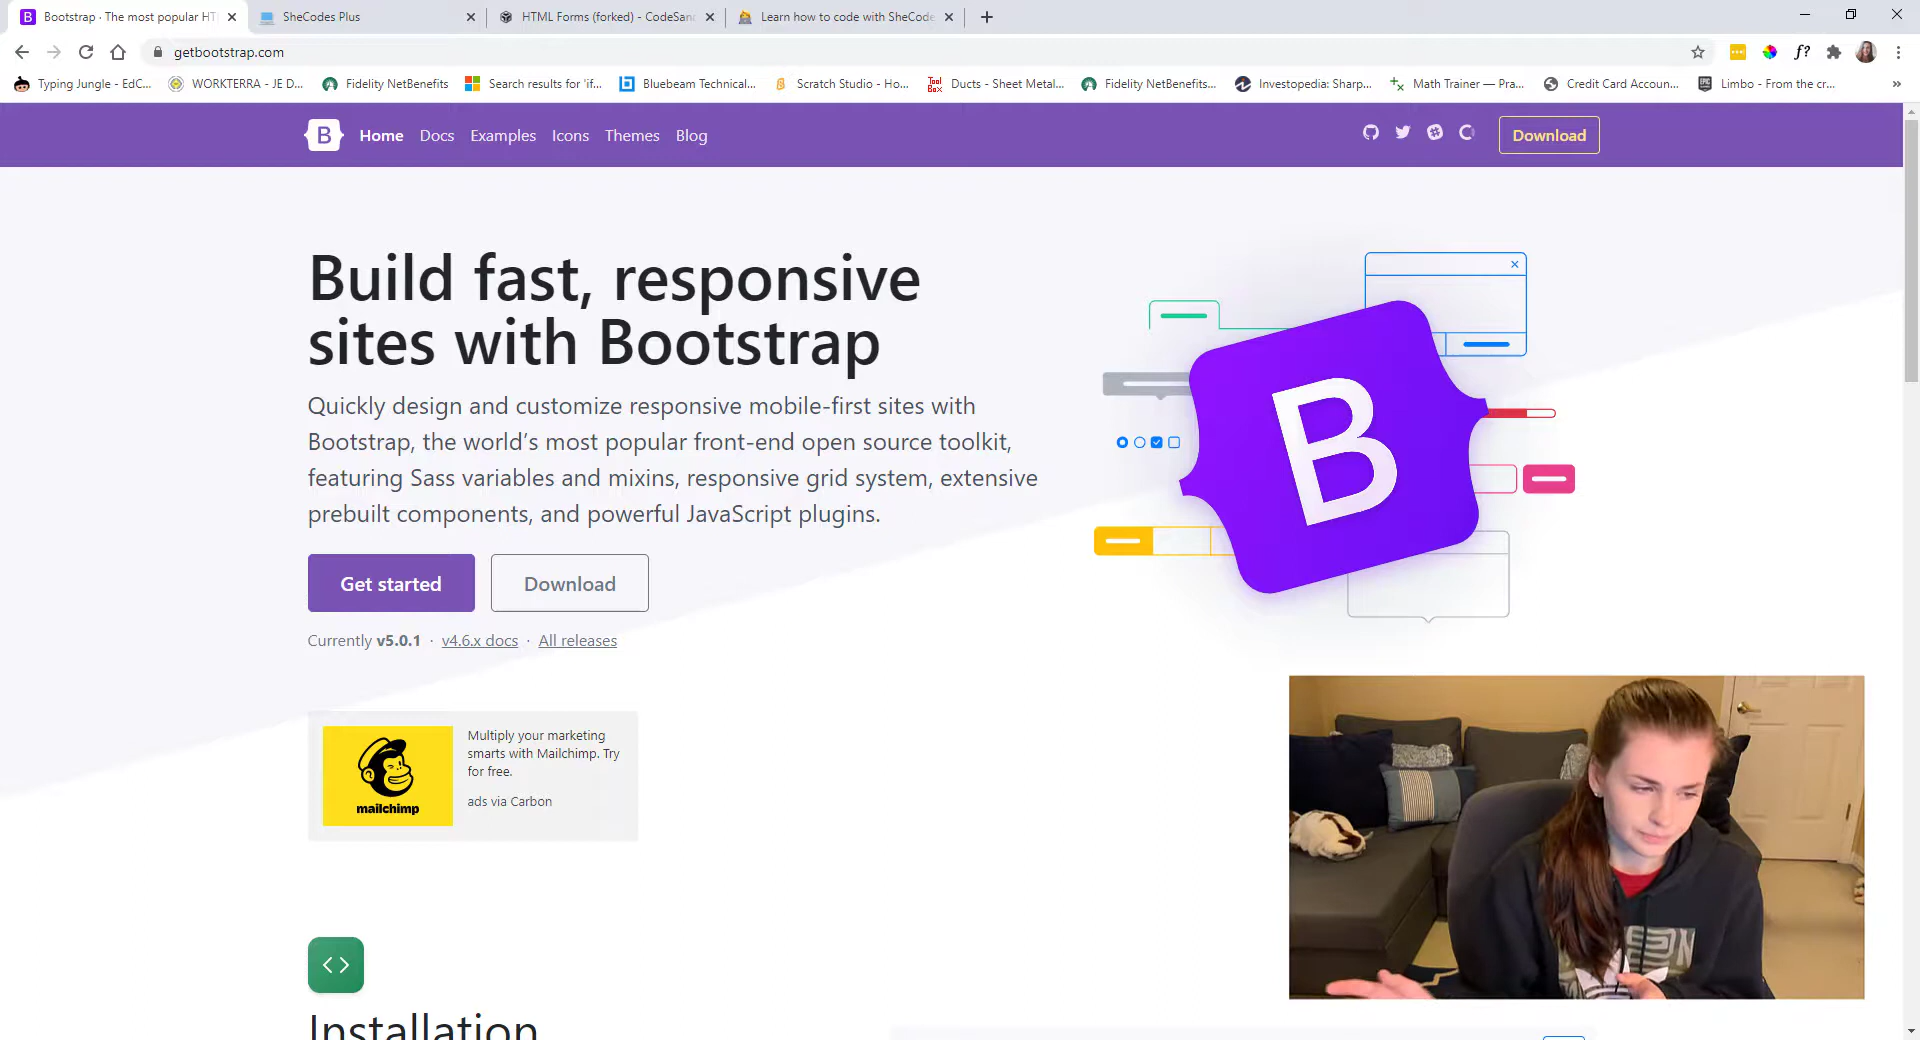 Bootstrap · The most popular HT
SheCodes Plus
HTML Forms (forked) - CodeSan
Learn how to code with SheCode
getbootstrap.com
f?
Typing Jungle - EdC...
WORKTERRA - JE D...
Fidelity NetBenefits
Search results for 'if...
Bluebeam Technical...
Scratch Studio - Ho...
Tool Box
Ducts - Sheet Metal...
Fidelity NetBenefits...
Investopedia: Sharp...
Math Trainer — Pra...
Credit Card Accoun...
Limbo - From the cr...
B
Home
Docs
Examples
Icons
Themes
Blog
Download
Build fast, responsive
sites with Bootstrap
Quickly design and customize responsive mobile-first sites with
Bootstrap, the world’s most popular front-end open source toolkit,
featuring Sass variables and mixins, responsive grid system, extensive
prebuilt components, and powerful JavaScript plugins.
B
Get started
Download
Currently v5.0.1 · v4.6.x docs · All releases
mailchimp
Multiply your marketing
smarts with Mailchimp. Try
for free.
ads via Carbon
Installation